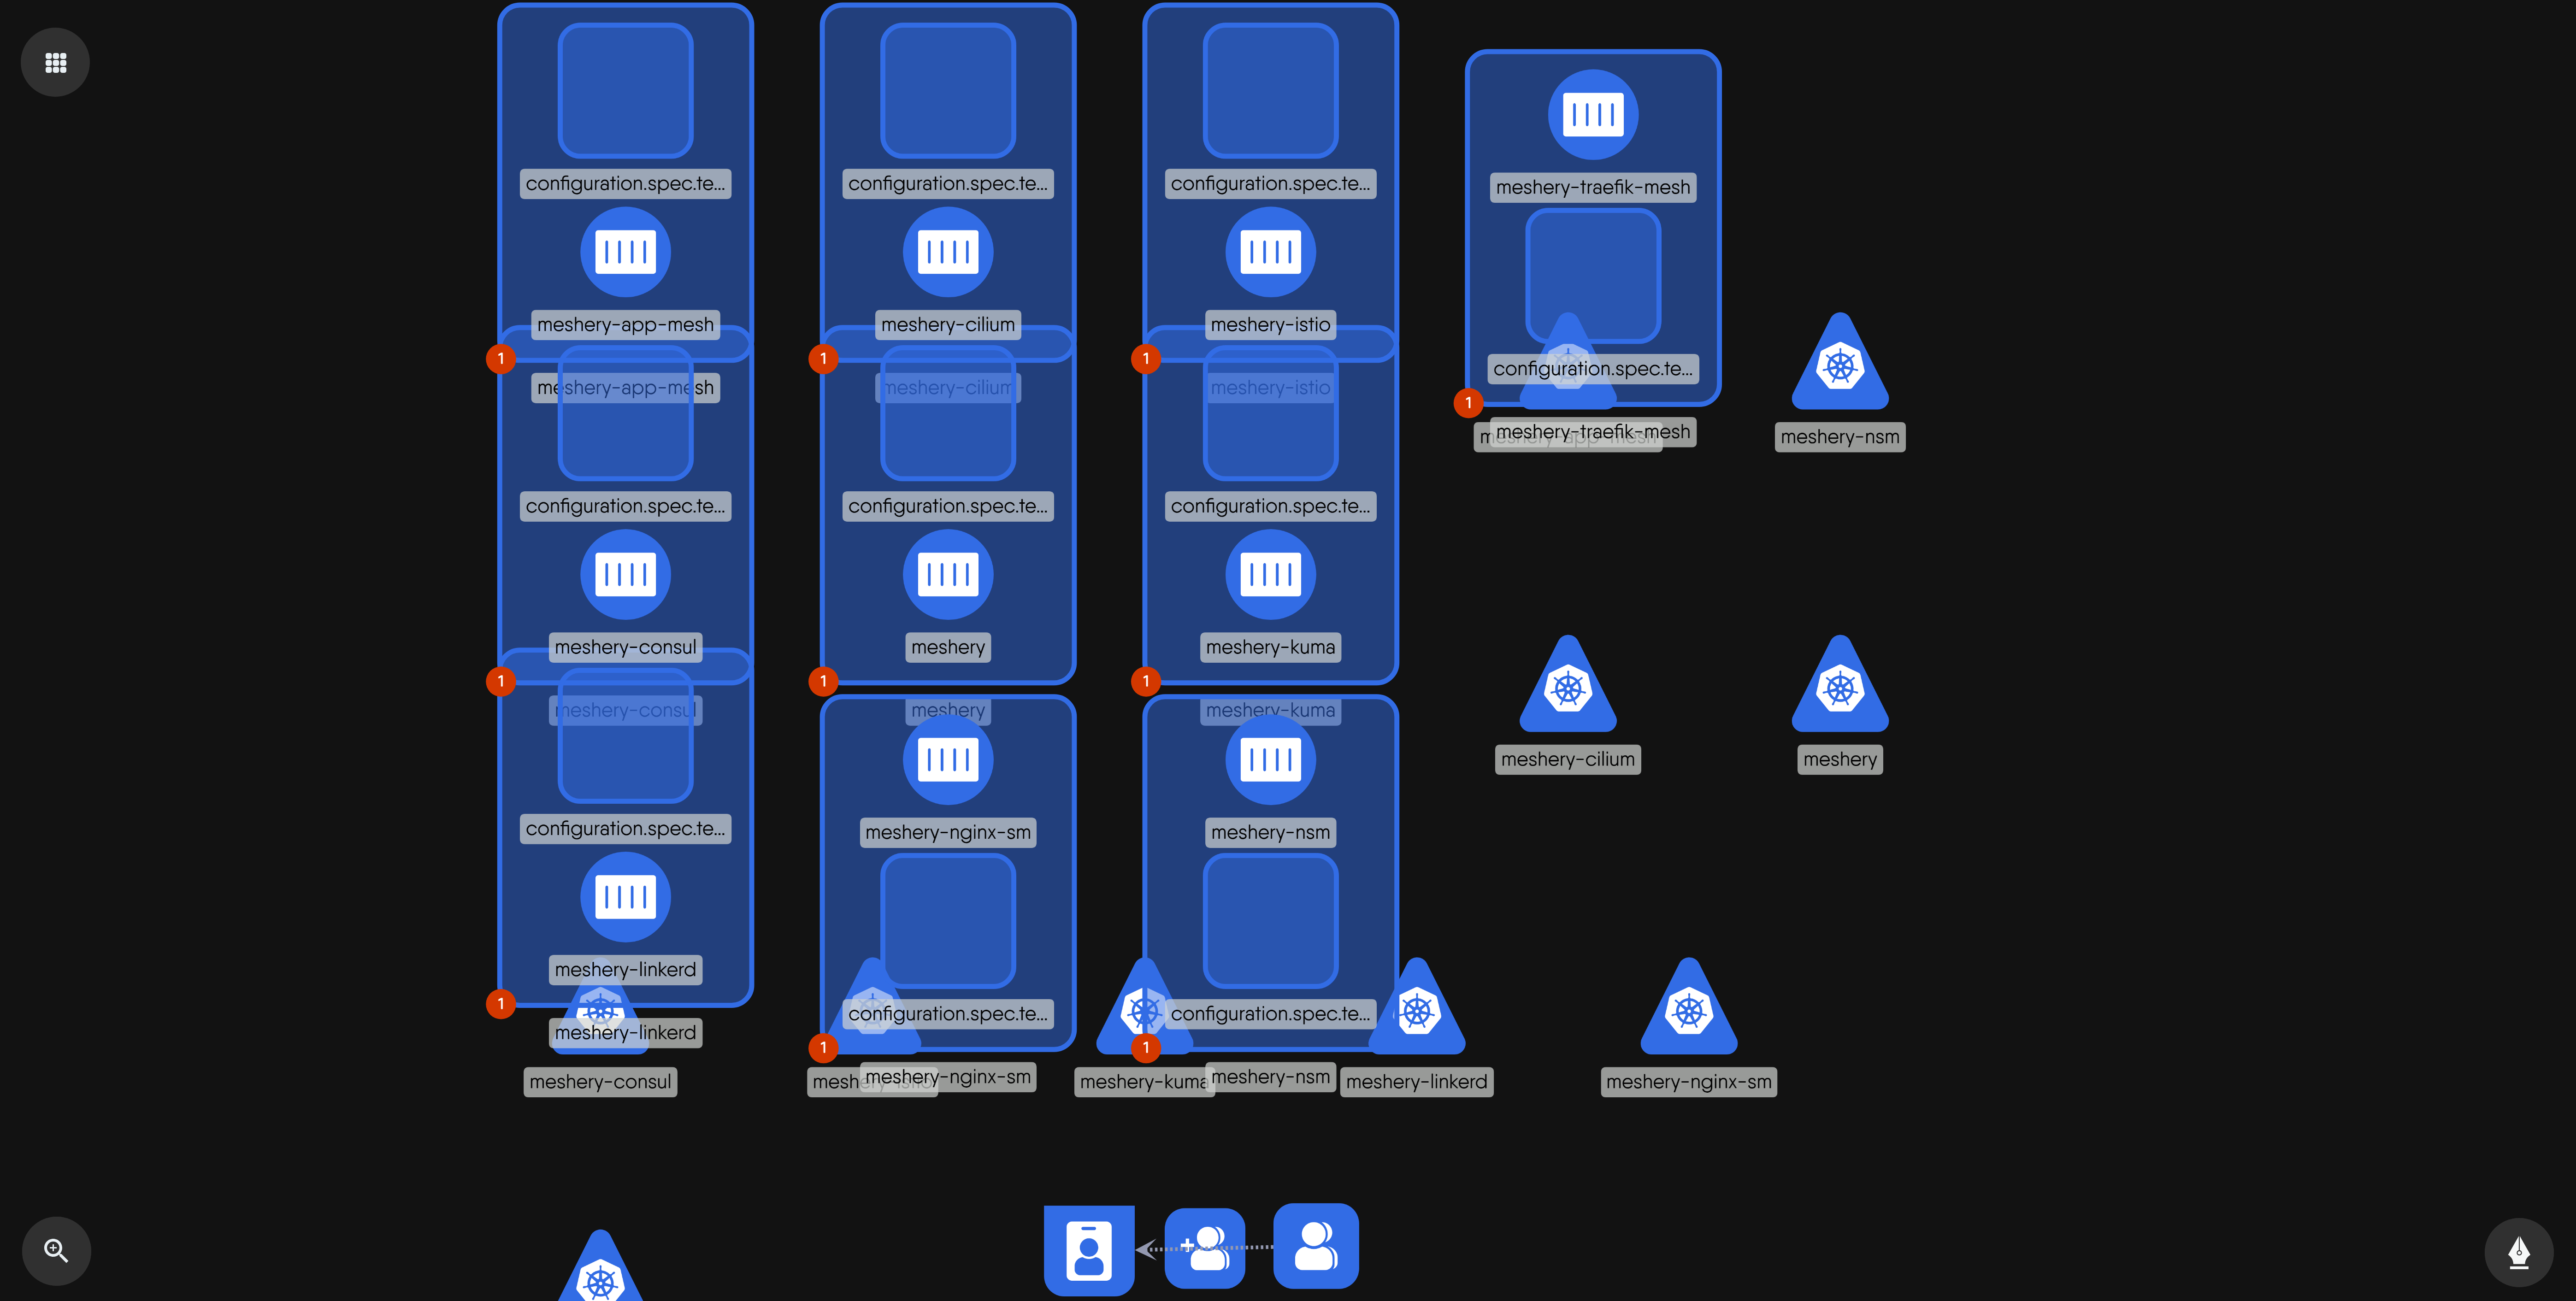 configuration.spec.te...
configuration.spec.te...
configuration.spec.te...
meshery-traefik-mesh
meshery-app-mesh
meshery-cilium
meshery-istio
1
1
1
configuration.spec.te...
meshery-app-mesh
meshery-cilium
meshery-istio
1
meshery-app-mesh
meshery-traefik-mesh
meshery-nsm
configuration.spec.te...
configuration.spec.te...
configuration.spec.te...
meshery-consul
meshery
meshery-kuma
1
1
1
meshery-consul
meshery
meshery-kuma
meshery-cilium
meshery
configuration.spec.te...
meshery-nginx-sm
meshery-nsm
meshery-linkerd
1
configuration.spec.te...
configuration.spec.te...
meshery-linkerd
1
1
meshery-consul
meshery-istio
meshery-nginx-sm
meshery-kuma
meshery-nsm
meshery-linkerd
meshery-nginx-sm